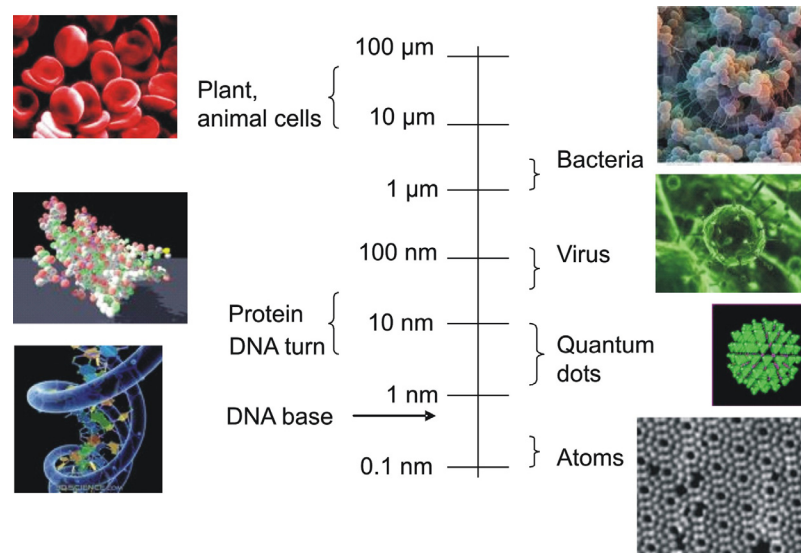 100 µm
Plant,
animal cells
10 µm
Bacteria
1 µm
100 nm
Virus
Protein
DNA turn
10 nm
Quantum
dots
1 nm
DNA base
Atoms
0.1 nm